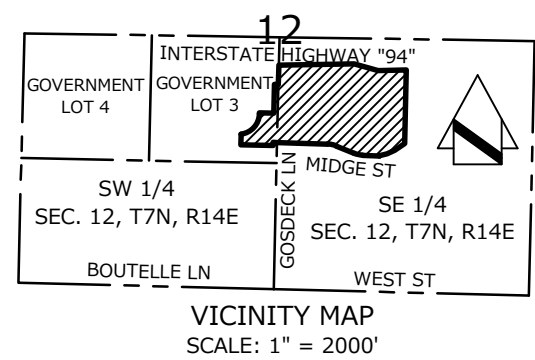 12
INTERSTATE HIGHWAY "94"
GOVERNMENT
LOT 4
GOVERNMENT
LOT 3
MIDGE ST
GOSDECK LN
SW 1/4
SEC. 12, T7N, R14E
SE 1/4
SEC. 12, T7N, R14E
BOUTELLE LN
WEST ST
VICINITY MAP
SCALE: 1" = 2000'